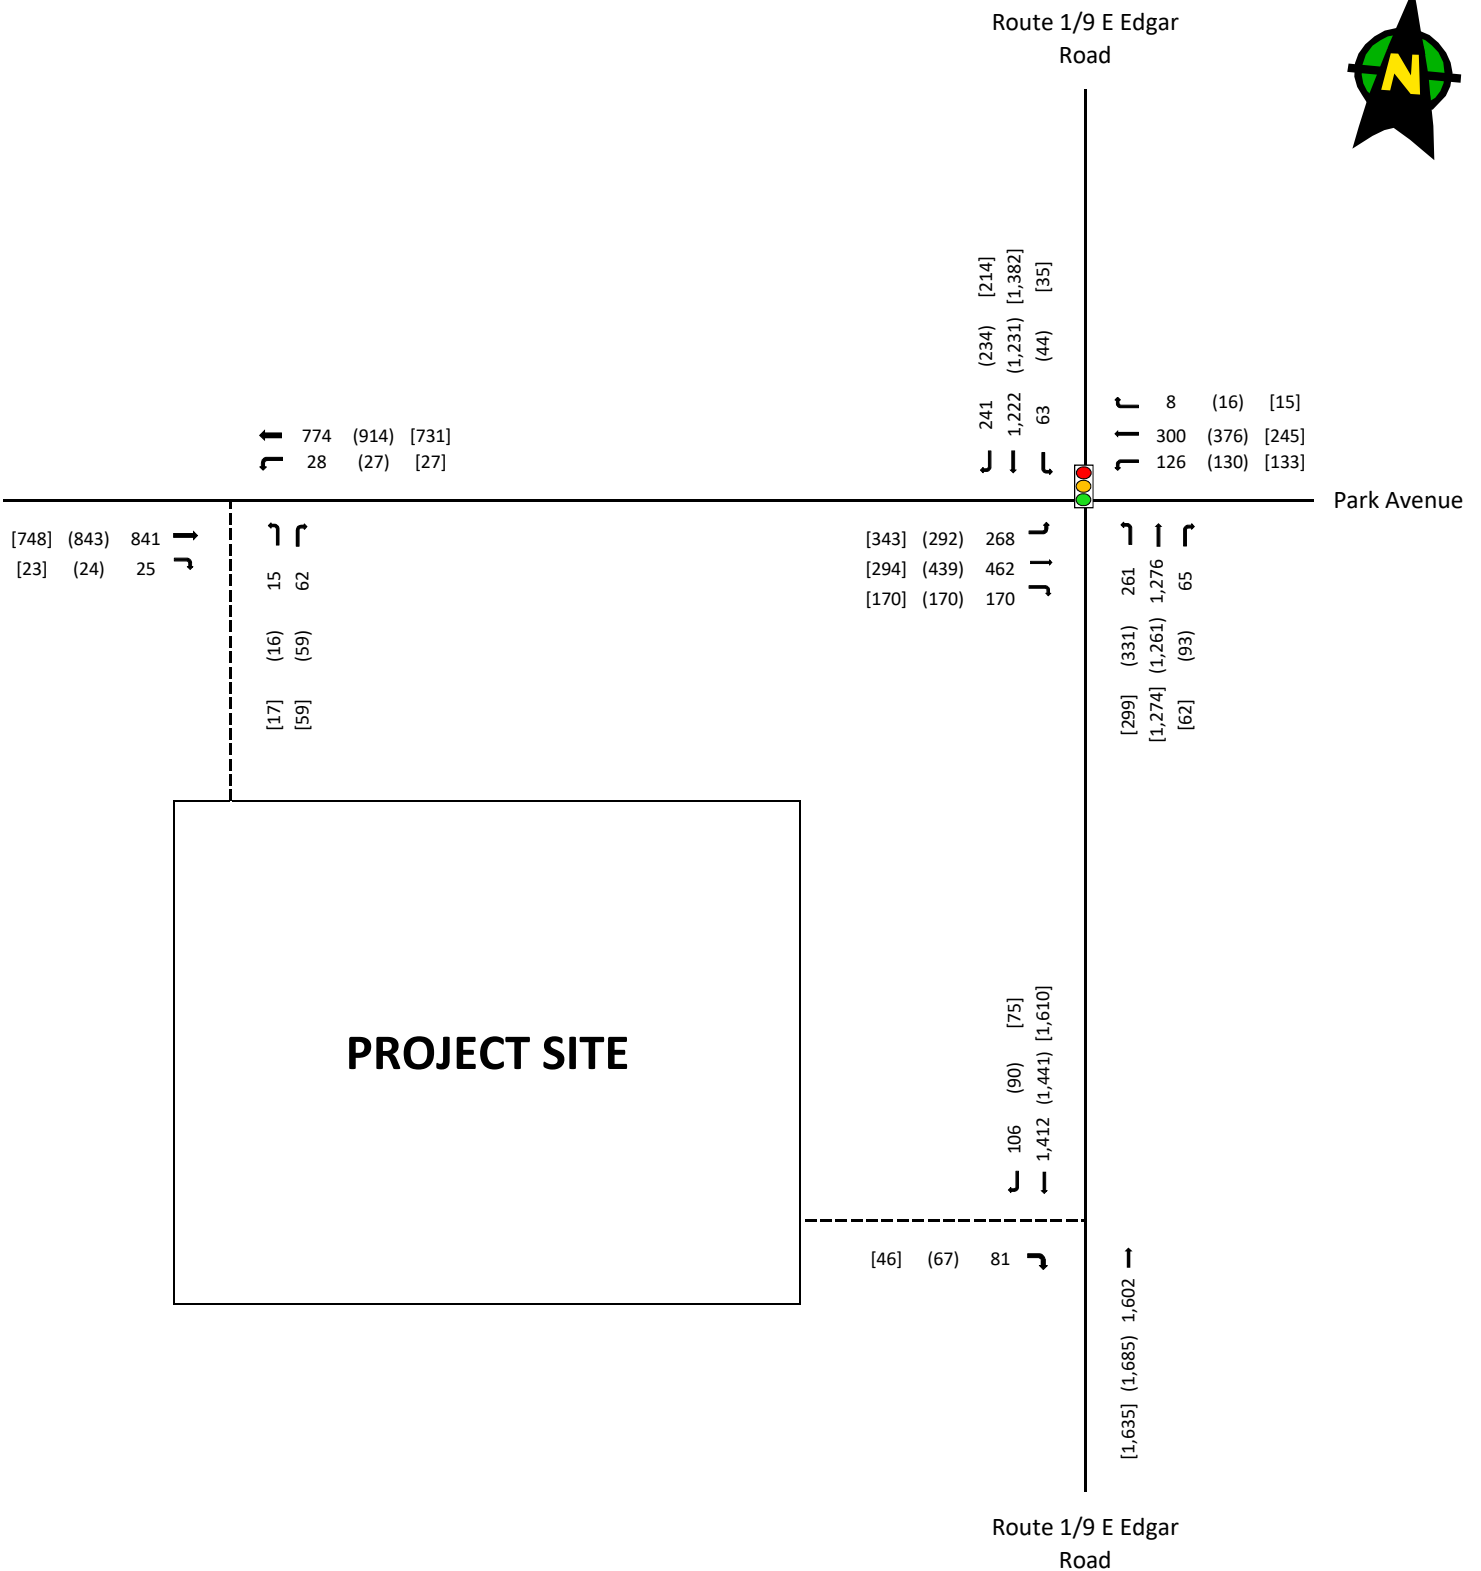 Route 1/9 E Edgar
Road
N
241 (234) [214]
1,222 (1,231) [1,382]
63 (44) [35]
8 (16) [15]
300 (376) [245]
126 (130) [133]
774 (914) [731]
28 (27) [27]
Park Avenue
[748] (843) 841
[23] (24) 25
[17] (16) 15
[59] (59) 62
[343] (292) 268
[294] (439) 462
[170] (170) 170
[299] (331) 261
[1,274] (1,261) 1,276
[62] (93) 65
PROJECT SITE
106 (90) [75]
1,412 (1,441) [1,610]
[46] (67) 81
[1,635] (1,685) 1,602
Route 1/9 E Edgar
Road